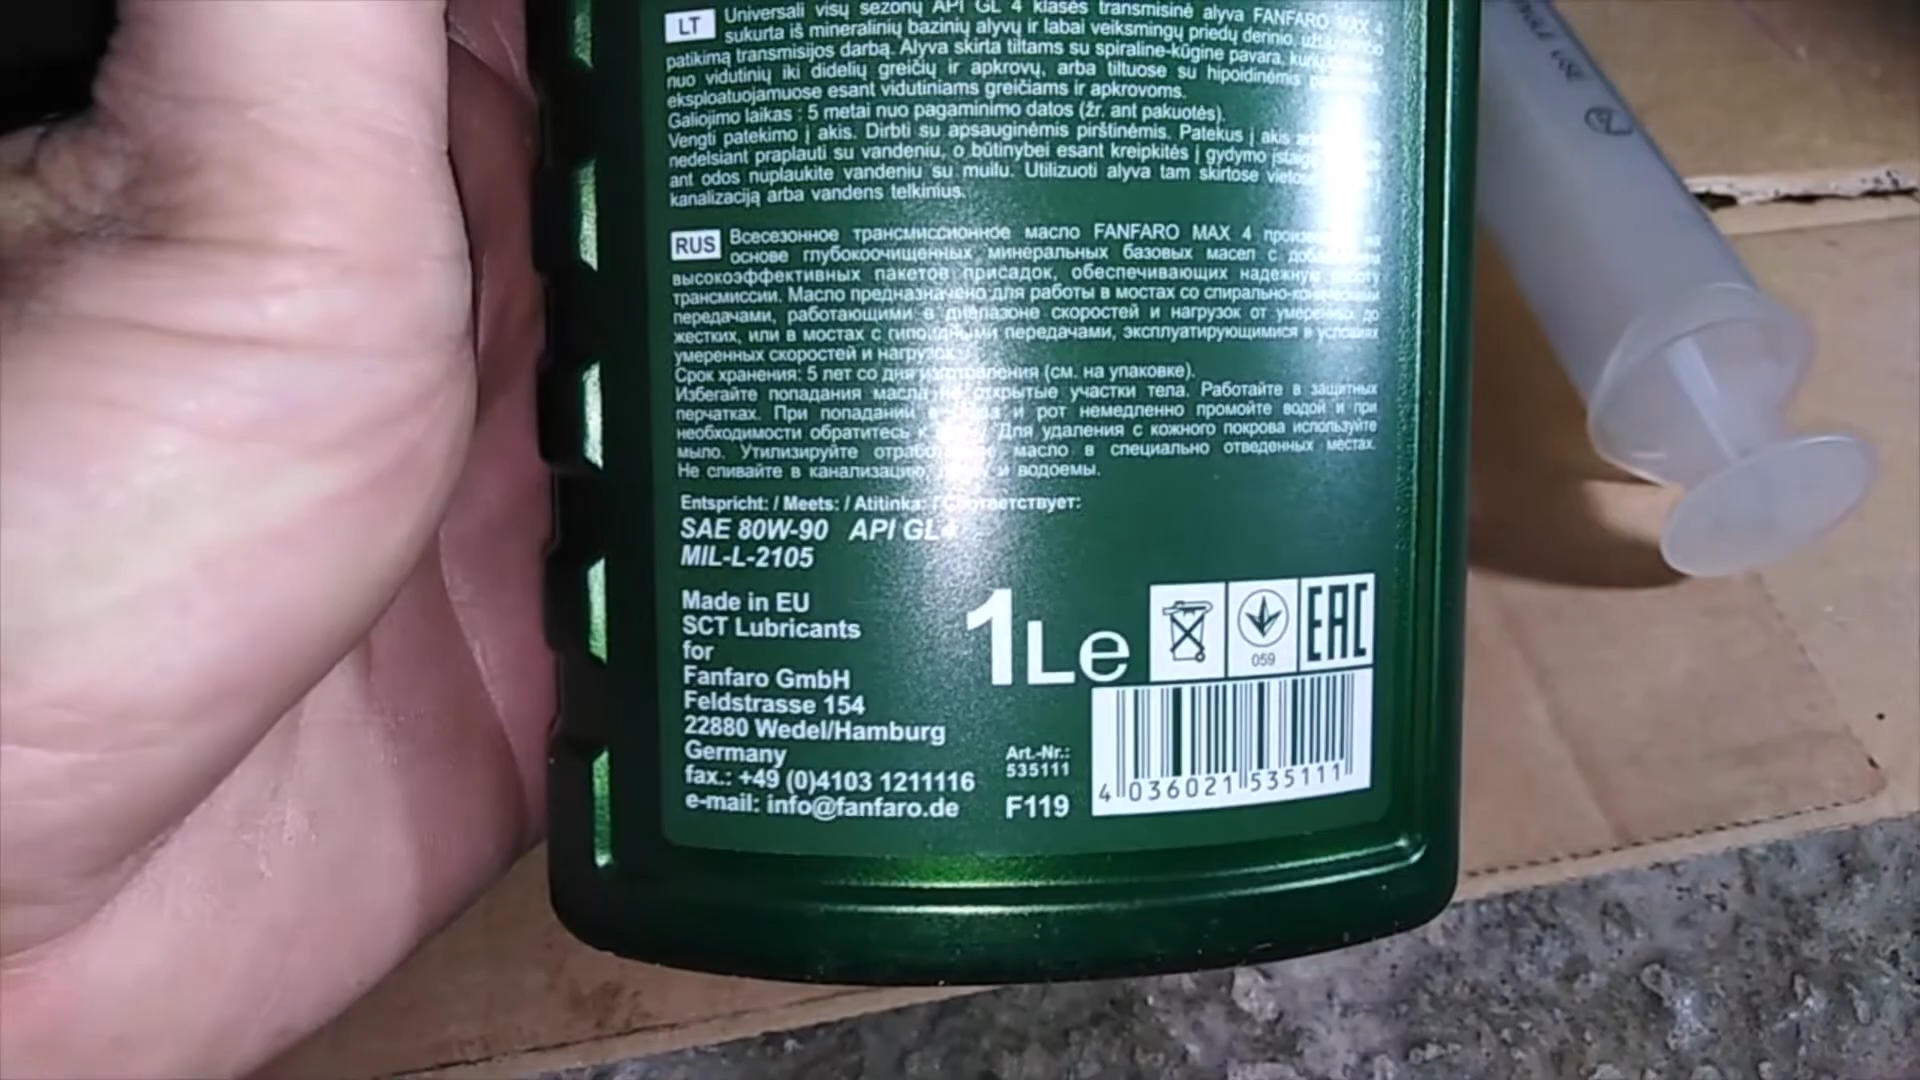 LT Universali visų sezonų API GL 4 klasės transmisinė alyva FANFARO MAX 4
sukurta iš mineralinių bazinių alyvų ir labai veiksmingų priedų derinio,
patikimą transmisijos darbą. Alyva skirta tiltams su spiraline-kūgine pavara,
nuo vidutinių iki didelių greičių ir apkrovų, arba tiltuose su hipoidinėmis
eksploatuojamuose esant vidutiniams greičiams ir apkrovoms.
Galiojimo laikas : 5 metai nuo pagaminimo datos (žr. ant pakuotės).
Vengti patekimo į akis. Dirbti su apsauginėmis pirštinėmis. Patekus į akis
nedelsiant praplauti su vandeniu, o būtinybei esant kreipkitės į gydymo
ant odos nuplaukite vandeniu su muilu. Utilizuoti alyva tam skirtose
kanalizaciją arba vandens telkinius.
RUS Всесезонное трансмиссионное масло FANFARO MAX 4
основе глубокоочищенных минеральных базовых масел с
высокоэффективных пакетов присадок, обеспечивающих надежную работу
трансмиссии. Масло предназначено для работы в мостах со спирально-коническими
передачами, работающими в диапазоне скоростей и нагрузок от умеренных до
жестких, или в мостах с гипоидными передачами, эксплуатирующимися в условиях
умеренных скоростей и нагрузок.
Срок хранения: 5 лет со дня изготовления (см. на упаковке).
Избегайте попадания масла на открытые участки тела. Работайте в защитных
перчатках. При попадании в и рот немедленно промойте водой и при
необходимости обратитесь к Для удаления с кожного покрова используйте
мыло. Утилизируйте масло в специально отведенных местах.
Не сливайте в канализацию и водоемы.
Entspricht: / Meets: / Atitinka: / Соответствует:
SAE 80W-90 API GL4
MIL-L-2105
Made in EU
SCT Lubricants
for
Fanfaro GmbH
Feldstrasse 154
22880 Wedel/Hamburg
Germany
fax.: +49 (0)4103 1211116
e-mail: info@fanfaro.de
1Le
059
EAC
Art.-Nr.:
535111
F119
4 036021 535111